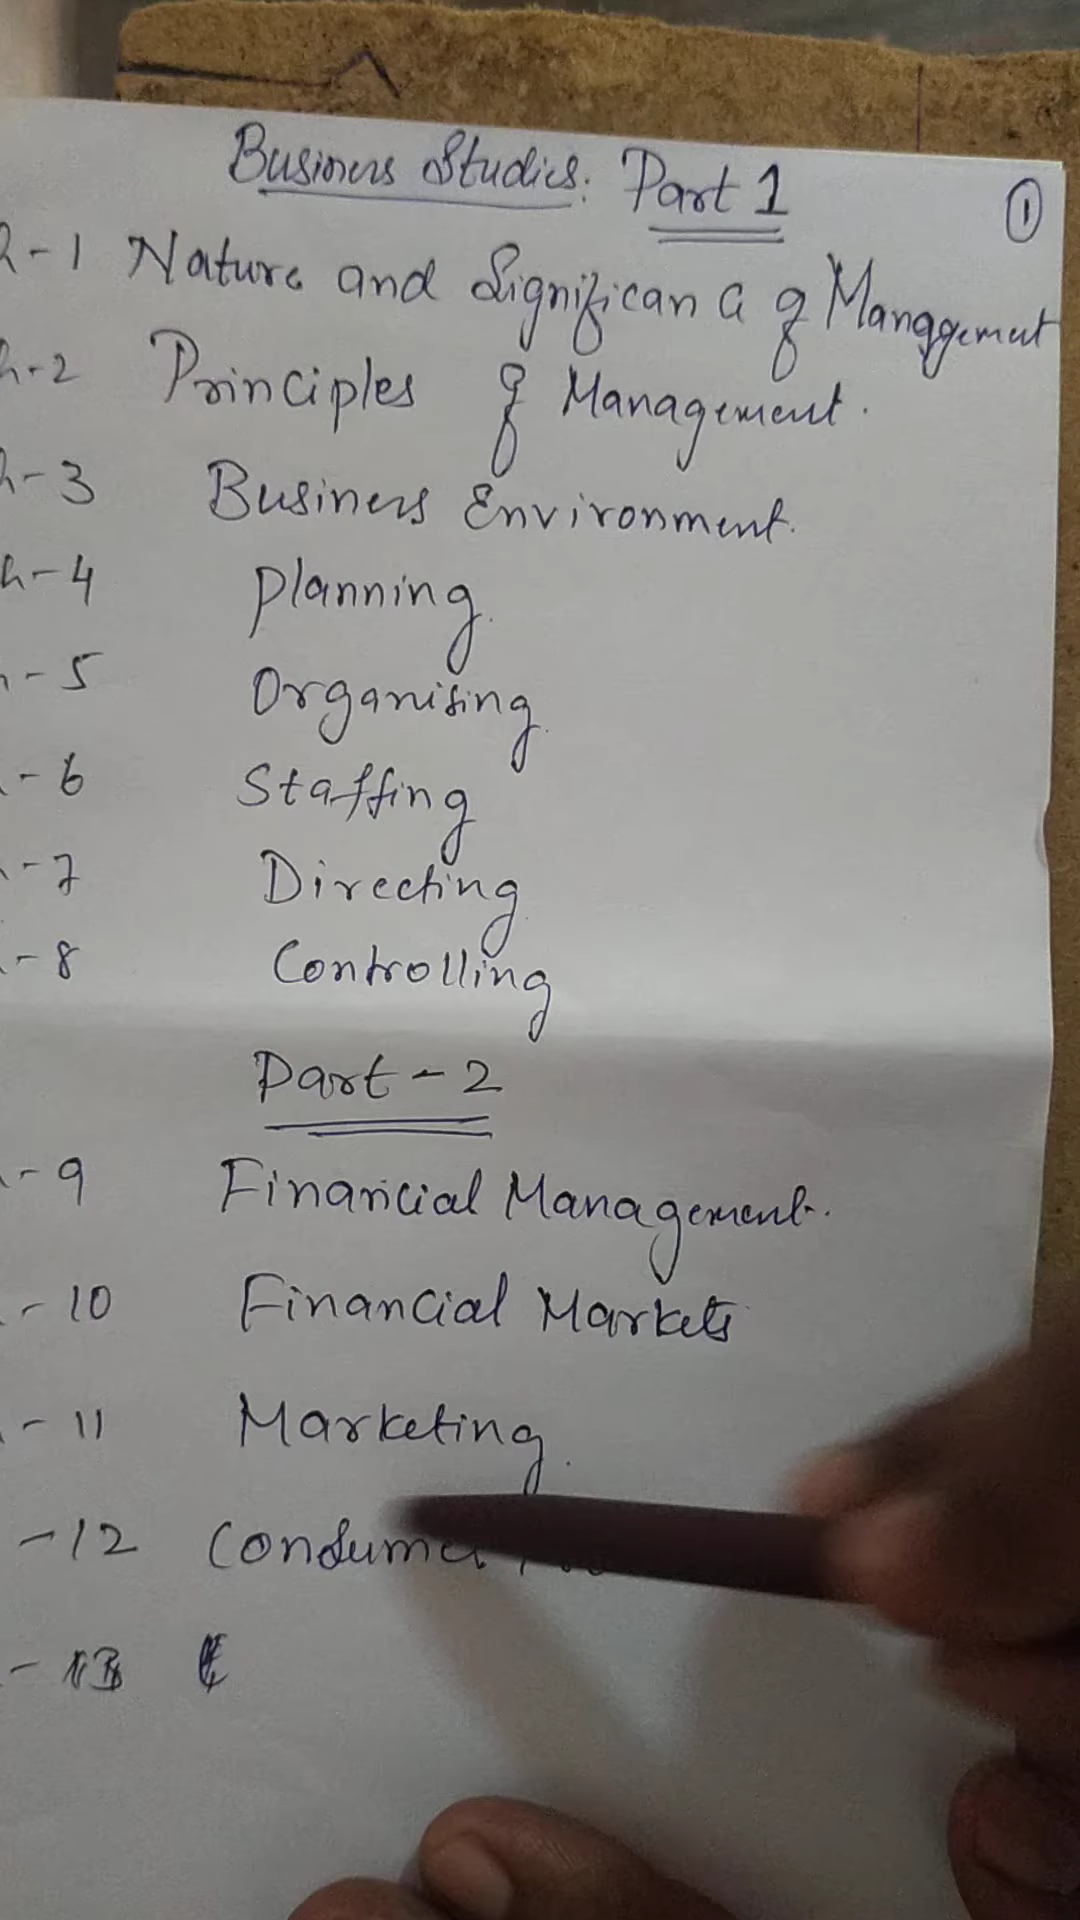 Business Studies. Part 1
1
h-1 Nature and Significance of Management
h-2 Principles of Management.
h-3 Business Environment.
h-4 Planning.
-5 Organising.
-6 Staffing
-7 Directing
-8 Controlling
Part - 2
-9 Financial Management.
-10 Financial Markets
-11 Marketing.
-12 Consumer